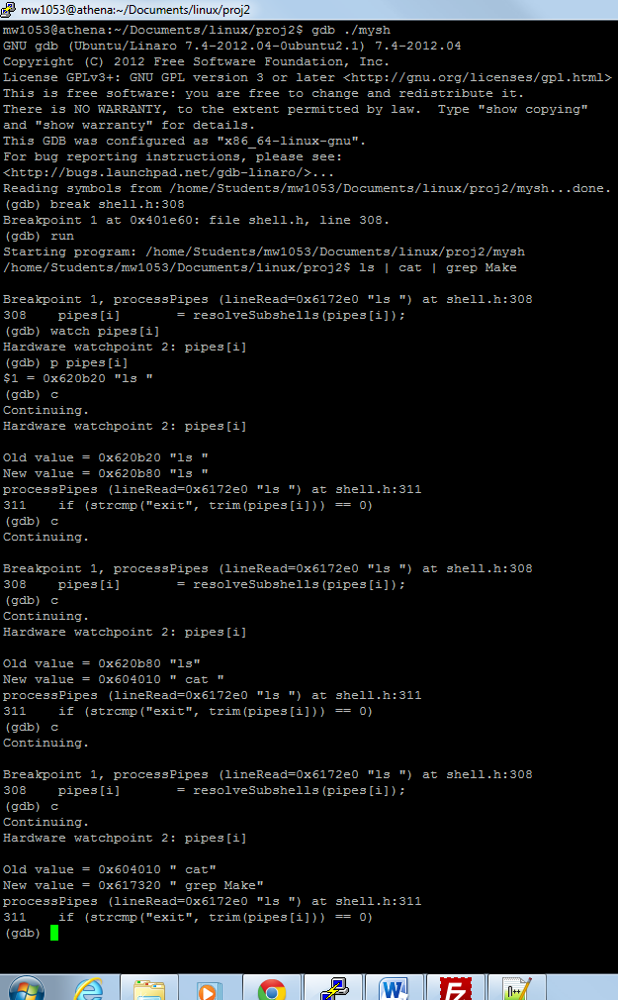 mw1053@athena:~/Documents/linux/proj2
mw1053@athena:~/Documents/linux/proj2$ gdb ./mysh
GNU gdb (Ubuntu/Linaro 7.4-2012.04-0ubuntu2.1) 7.4-2012.04
Copyright (C) 2012 Free Software Foundation, Inc.
License GPLv3+: GNU GPL version 3 or later <http://gnu.org/licenses/gpl.html>
This is free software: you are free to change and redistribute it.
There is NO WARRANTY, to the extent permitted by law.  Type "show copying"
and "show warranty" for details.
This GDB was configured as "x86_64-linux-gnu".
For bug reporting instructions, please see:
<http://bugs.launchpad.net/gdb-linaro/>...
Reading symbols from /home/Students/mw1053/Documents/linux/proj2/mysh...done.
(gdb) break shell.h:308
Breakpoint 1 at 0x401e60: file shell.h, line 308.
(gdb) run
Starting program: /home/Students/mw1053/Documents/linux/proj2/mysh
/home/Students/mw1053/Documents/linux/proj2$ ls | cat | grep Make
Breakpoint 1, processPipes (lineRead=0x6172e0 "ls ") at shell.h:308
308    pipes[i]       = resolveSubshells(pipes[i]);
(gdb) watch pipes[i]
Hardware watchpoint 2: pipes[i]
(gdb) p pipes[i]
$1 = 0x620b20 "ls "
(gdb) c
Continuing.
Hardware watchpoint 2: pipes[i]
Old value = 0x620b20 "ls "
New value = 0x620b80 "ls "
processPipes (lineRead=0x6172e0 "ls ") at shell.h:311
311    if (strcmp("exit", trim(pipes[i])) == 0)
(gdb) c
Continuing.
Breakpoint 1, processPipes (lineRead=0x6172e0 "ls ") at shell.h:308
308    pipes[i]       = resolveSubshells(pipes[i]);
(gdb) c
Continuing.
Hardware watchpoint 2: pipes[i]
Old value = 0x620b80 "ls"
New value = 0x604010 " cat "
processPipes (lineRead=0x6172e0 "ls ") at shell.h:311
311    if (strcmp("exit", trim(pipes[i])) == 0)
(gdb) c
Continuing.
Breakpoint 1, processPipes (lineRead=0x6172e0 "ls ") at shell.h:308
308    pipes[i]       = resolveSubshells(pipes[i]);
(gdb) c
Continuing.
Hardware watchpoint 2: pipes[i]
Old value = 0x604010 " cat"
New value = 0x617320 " grep Make"
processPipes (lineRead=0x6172e0 "ls ") at shell.h:311
311    if (strcmp("exit", trim(pipes[i])) == 0)
(gdb)